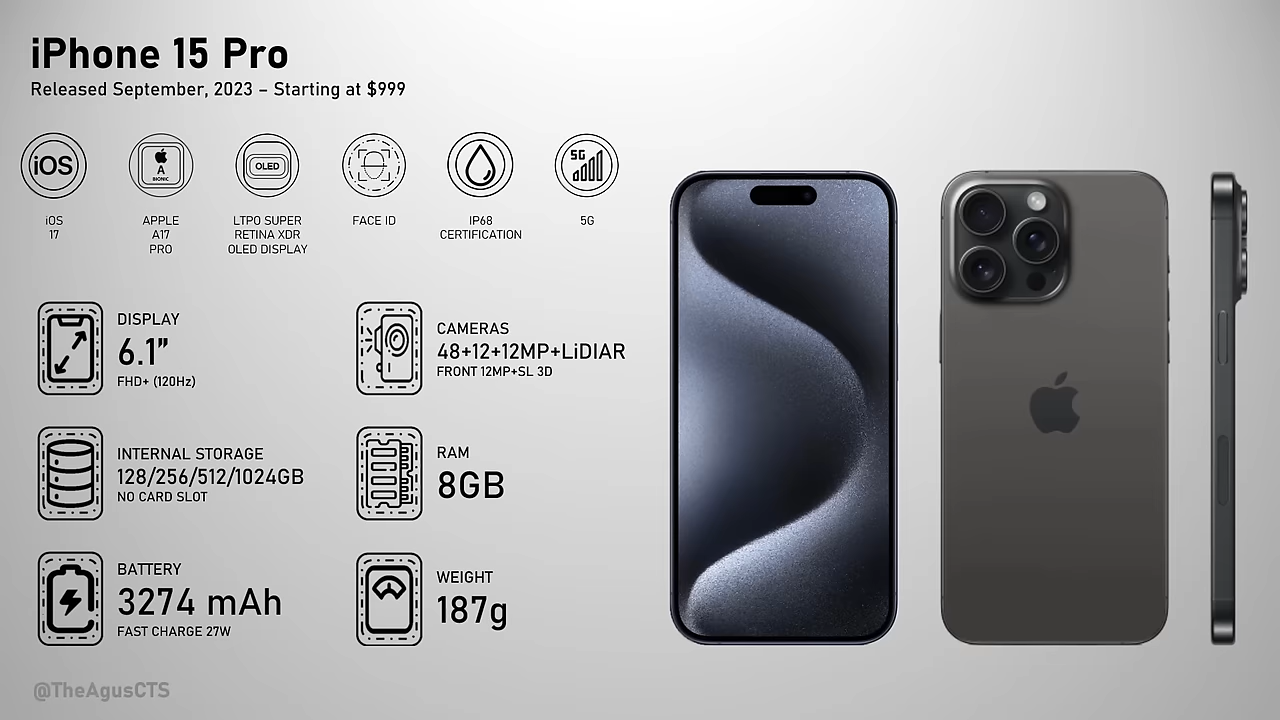 iPhone 15 Pro
Released September, 2023 – Starting at $999
iOS
A
BIONIC
OLED
5G
iOS
17
APPLE
A17
PRO
LTPO SUPER
RETINA XDR
OLED DISPLAY
FACE ID
IP68
CERTIFICATION
5G
DISPLAY
6.1”
FHD+ (120Hz)
CAMERAS
48+12+12MP+LiDIAR
FRONT 12MP+SL 3D
INTERNAL STORAGE
128/256/512/1024GB
NO CARD SLOT
RAM
8GB
BATTERY
3274 mAh
FAST CHARGE 27W
WEIGHT
187g
@TheAgusCTS